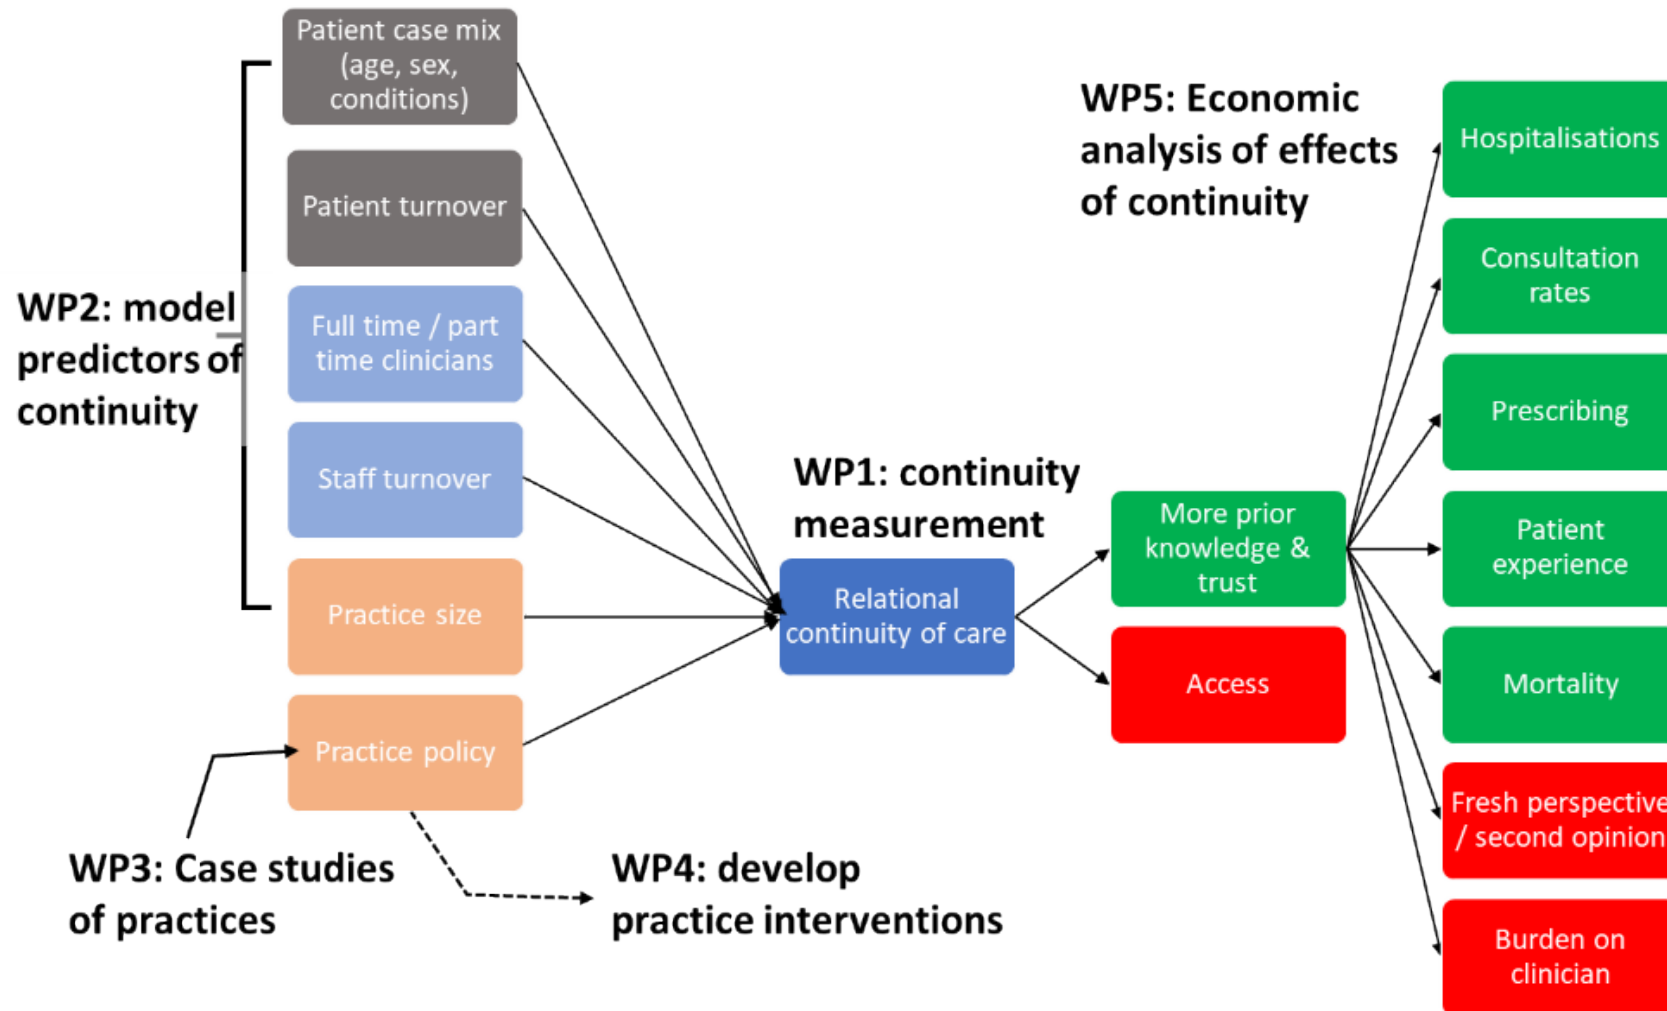 Patient case mix
(age, sex,
conditions)
Patient turnover
Full time / part
time clinicians
Staff turnover
Practice size
Practice policy
WP2: model
predictors of
continuity
WP3: Case studies
of practices
WP4: develop
practice interventions
WP1: continuity
measurement
Relational
continuity of care
More prior
knowledge &
trust
Access
WP5: Economic
analysis of effects
of continuity
Hospitalisations
Consultation
rates
Prescribing
Patient
experience
Mortality
Fresh perspective
/ second opinion
Burden on
clinician